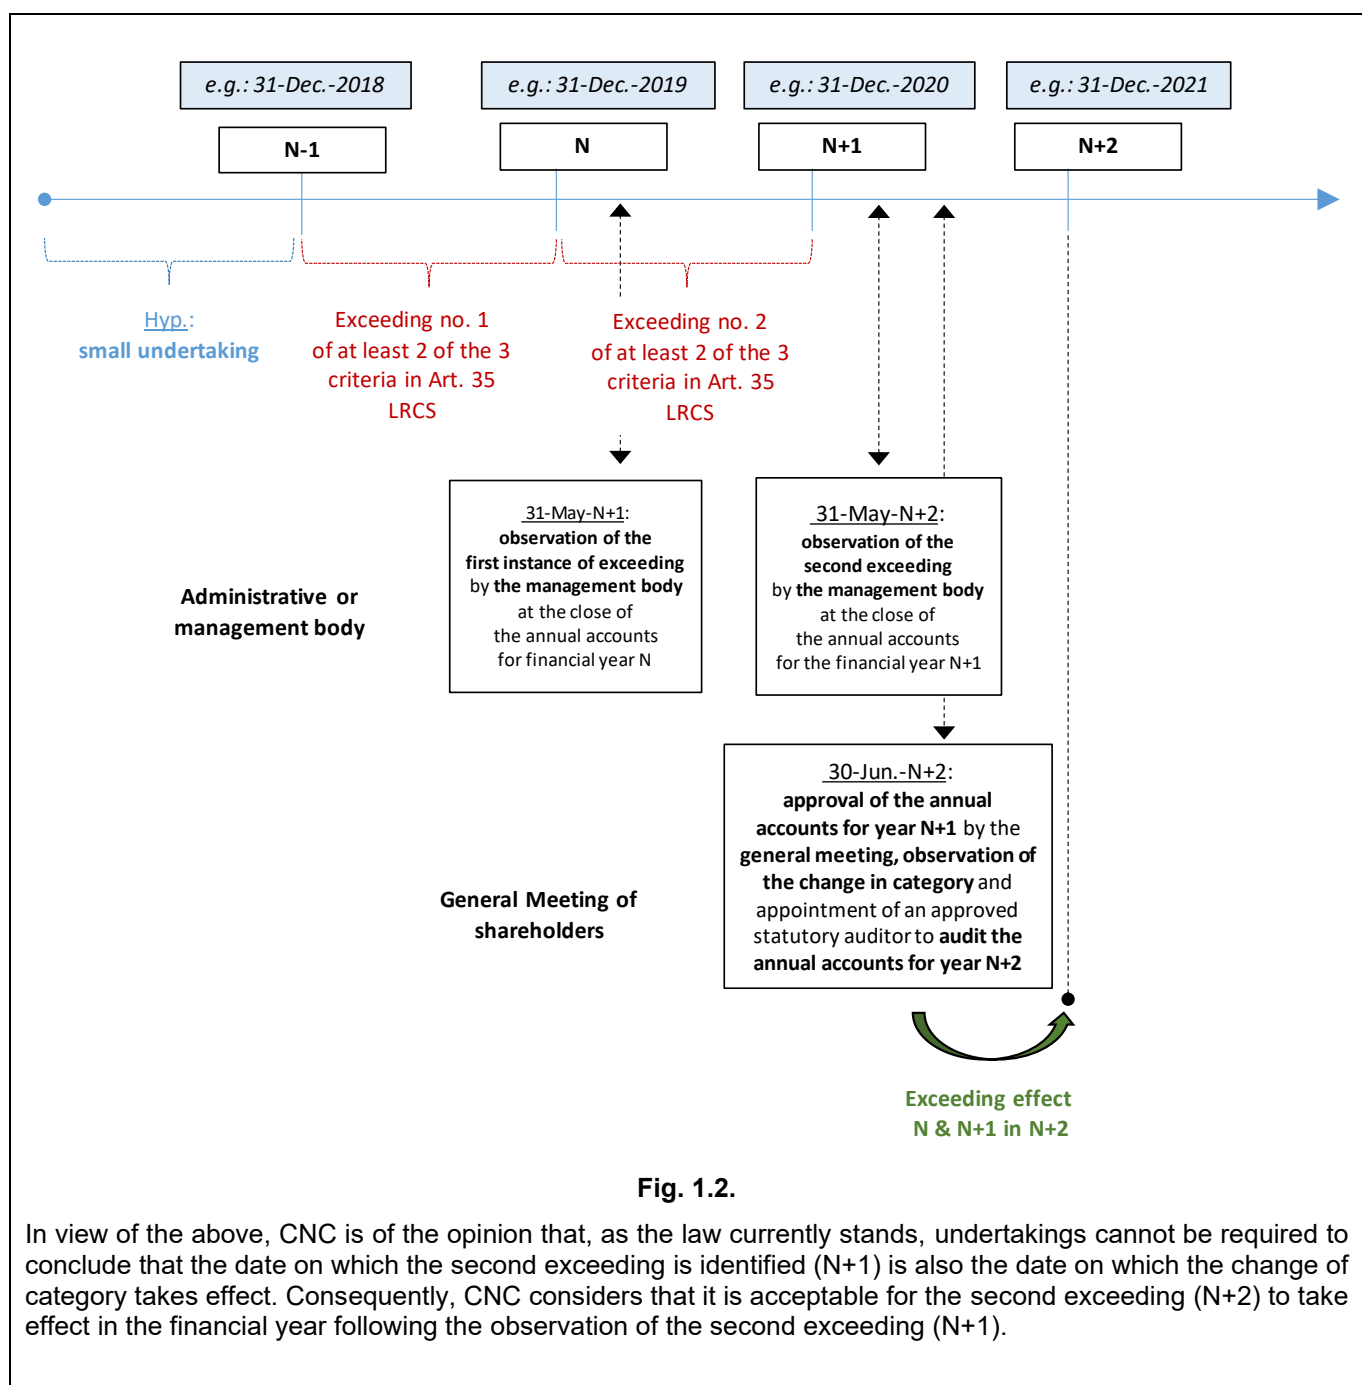 e.g.: 31-Dec.-2018
e.g.: 31-Dec.-2019
e.g.: 31-Dec.-2020
e.g.: 31-Dec.-2021
N-1
N
N+1
N+2
Hyp.:
small undertaking
Exceeding no. 1
of at least 2 of the 3
criteria in Art. 35
LRCS
Exceeding no. 2
of at least 2 of the 3
criteria in Art. 35
LRCS
Administrative or
management body
31-May-N+1:
observation of the
first instance of exceeding
by the management body
at the close of
the annual accounts
for financial year N
31-May-N+2:
observation of the
second exceeding
by the management body
at the close of
the annual accounts
for the financial year N+1
General Meeting of
shareholders
30-Jun.-N+2:
approval of the annual
accounts for year N+1 by the
general meeting, observation of
the change in category and
appointment of an approved
statutory auditor to audit the
annual accounts for year N+2
Exceeding effect
N & N+1 in N+2
Fig. 1.2.
In view of the above, CNC is of the opinion that, as the law currently stands, undertakings cannot be required to
conclude that the date on which the second exceeding is identified (N+1) is also the date on which the change of
category takes effect. Consequently, CNC considers that it is acceptable for the second exceeding (N+2) to take
effect in the financial year following the observation of the second exceeding (N+1).